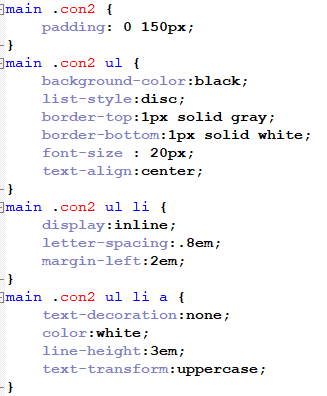 main .con2 {
padding: 0 150px;
}
main .con2 ul {
background-color:black;
list-style:disc;
border-top:1px solid gray;
border-bottom:1px solid white;
font-size : 20px;
text-align:center;
}
main .con2 ul li {
display:inline;
letter-spacing:.8em;
margin-left:2em;
}
main .con2 ul li a {
text-decoration:none;
color:white;
line-height:3em;
text-transform:uppercase;
}